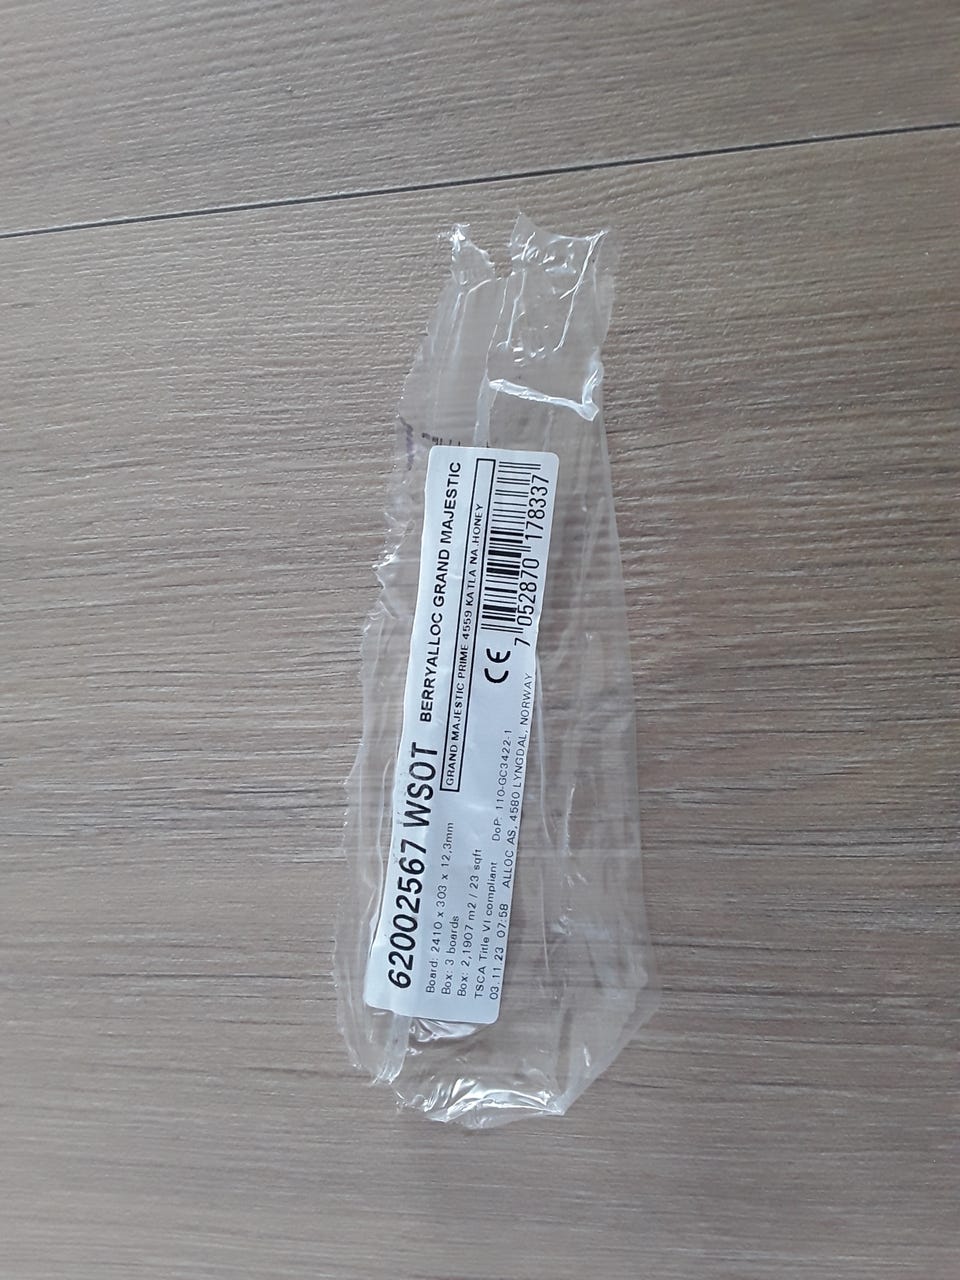 62002567 WSOT
BERRYALLOC GRAND MAJESTIC
GRAND MAJESTIC PRIME 4559 KATLA NA.HONEY
Board: 2410 x 303 x 12,3mm
Box: 3 boards
Box: 2,1907 m2 / 23 sqft
TSCA Title VI compliant
DoP: 110-GC3422-1
03.11.23 07:58 ALLOC AS, 4580 LYNGDAL, NORWAY
CE
7 052870 178337